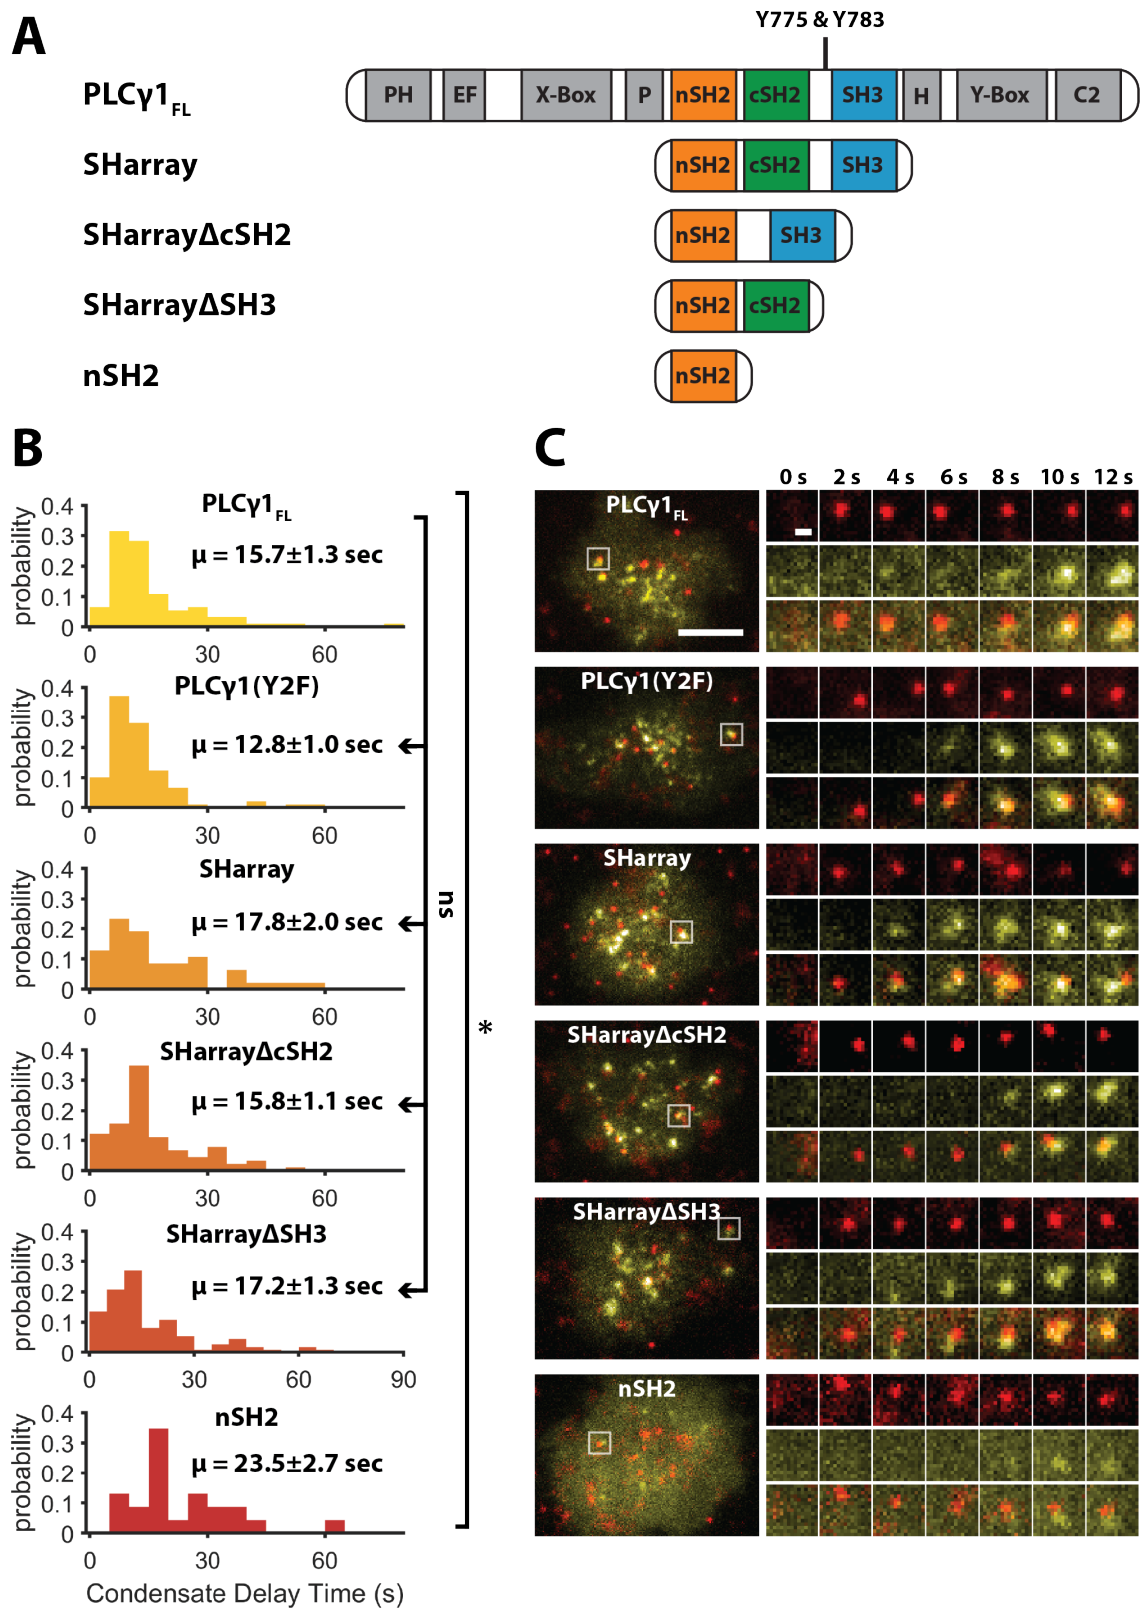 A
Y775 & Y783
PLCγ1FL
PH EF X-Box P nSH2 cSH2 SH3 H Y-Box C2
SHarray
nSH2 cSH2 SH3
SHarrayΔcSH2
nSH2 SH3
SHarrayΔSH3
nSH2 cSH2
nSH2
nSH2
B
PLCγ1FL
μ = 15.7±1.3 sec
probability
0.4
0.3
0.2
0.1
0
0 30 60
PLCγ1(Y2F)
μ = 12.8±1.0 sec
probability
0.4
0.3
0.2
0.1
0
0 30 60
SHarray
μ = 17.8±2.0 sec
probability
0.4
0.3
0.2
0.1
0
0 30 60
SHarrayΔcSH2
μ = 15.8±1.1 sec
probability
0.4
0.3
0.2
0.1
0
0 30 60
SHarrayΔSH3
μ = 17.2±1.3 sec
probability
0.4
0.3
0.2
0.1
0
0 30 60 90
nSH2
μ = 23.5±2.7 sec
probability
0.4
0.3
0.2
0.1
0
0 30 60
Condensate Delay Time (s)
ns
*
C
0 s 2 s 4 s 6 s 8 s 10 s 12 s
PLCγ1FL
PLCγ1(Y2F)
SHarray
SHarrayΔcSH2
SHarrayΔSH3
nSH2